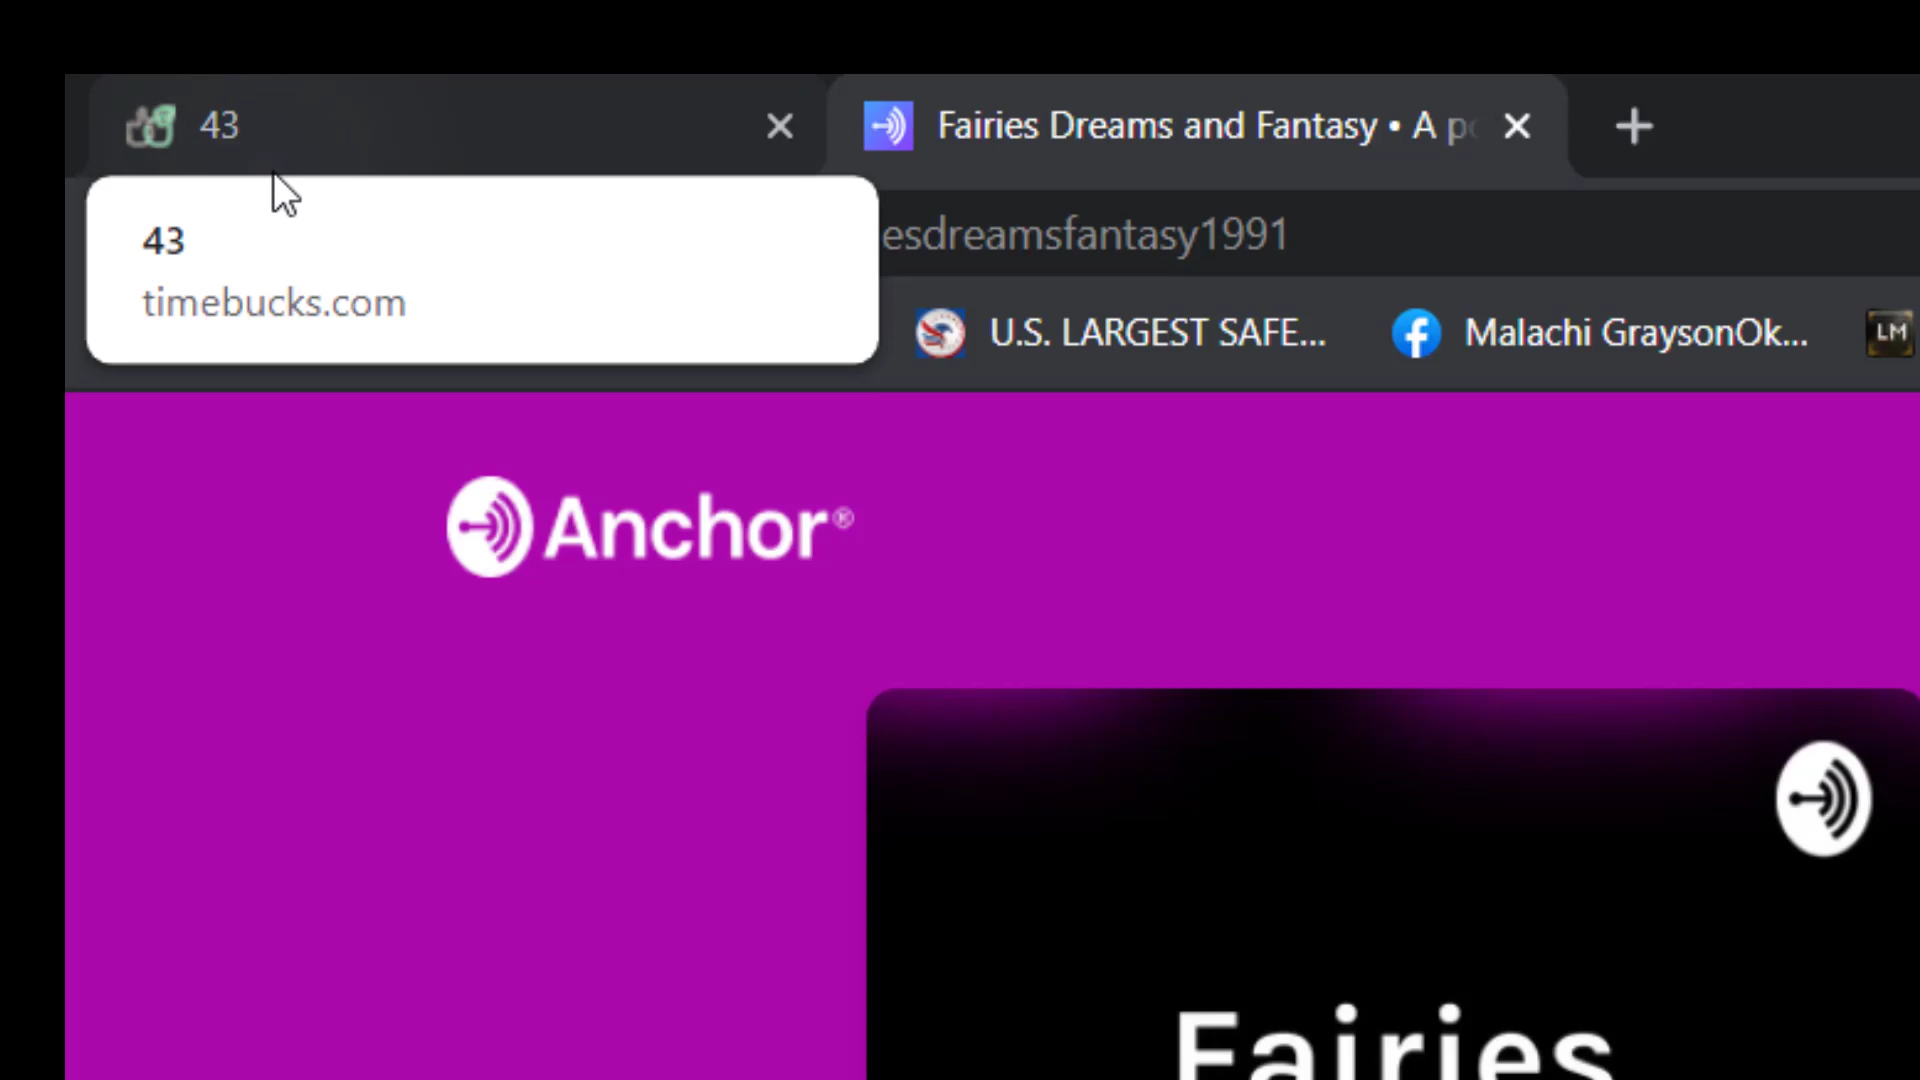 43
Fairies Dreams and Fantasy • A
43
timebucks.com
esdreamsfantasy1991
U.S. LARGEST SAFE...
Malachi GraysonOk...
LM
Anchor®
Fairies